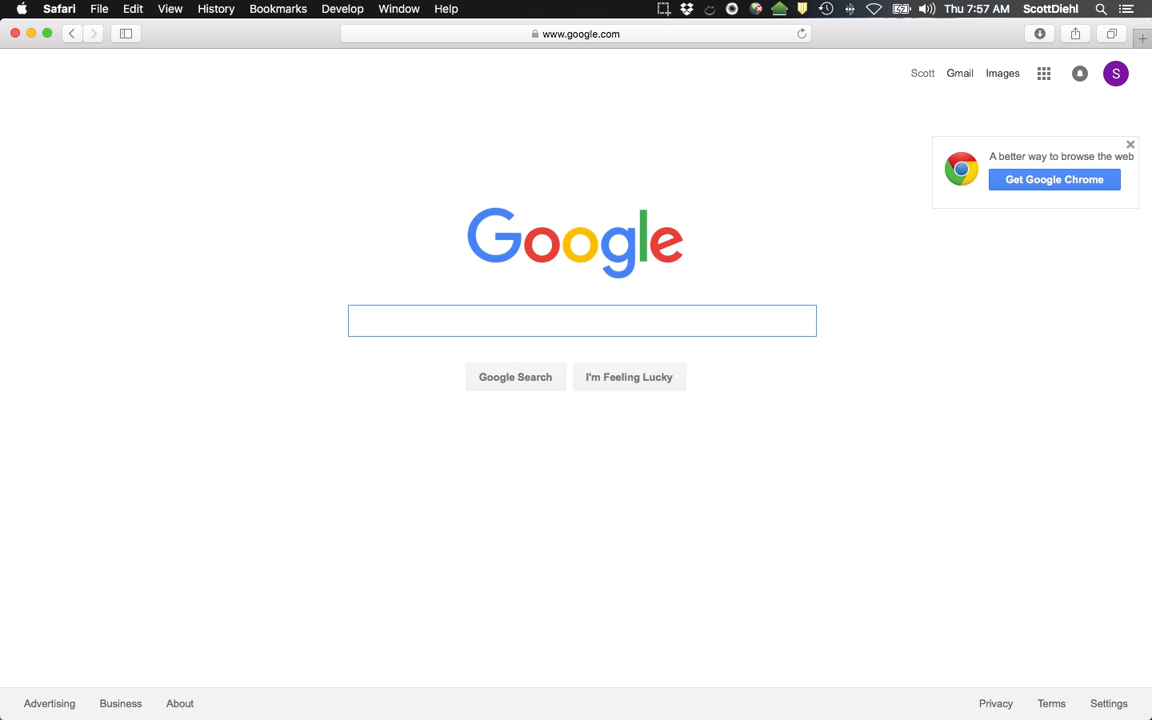 Safari File Edit View History Bookmarks Develop Window Help Thu 7:57 AM ScottDiehl
www.google.com
Scott Gmail Images S
A better way to browse the web
Get Google Chrome
Google
Google Search I'm Feeling Lucky
Advertising Business About Privacy Terms Settings